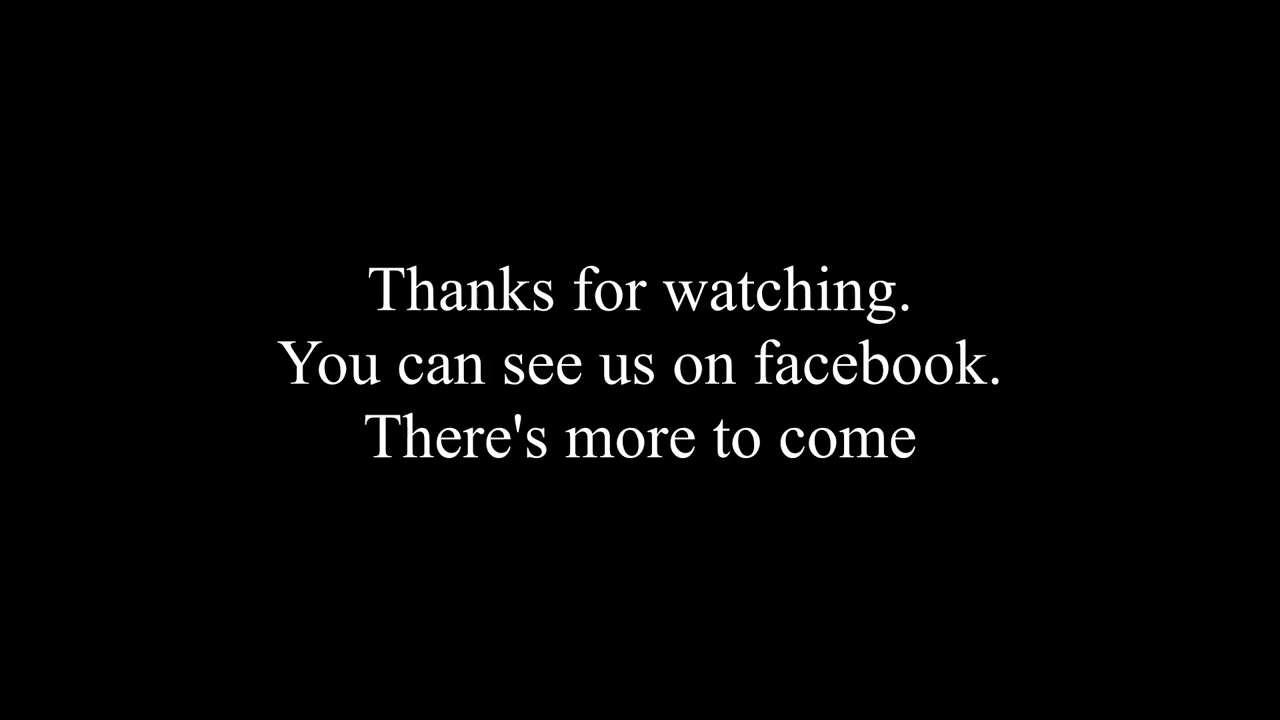 Thanks for watching.
You can see us on facebook.
There's more to come